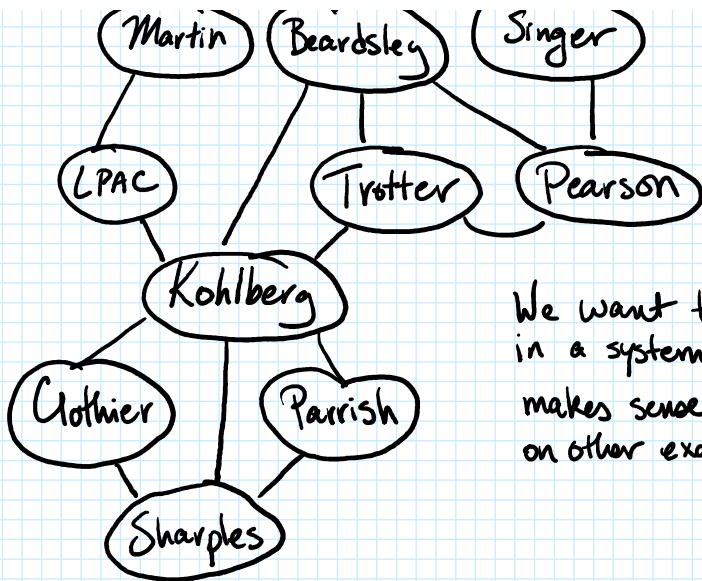 Martin Beardsley Singer
LPAC Trotter Pearson
Kohlberg
We want
in a system
Clothier Parrish
makes sense
on other
Sharples